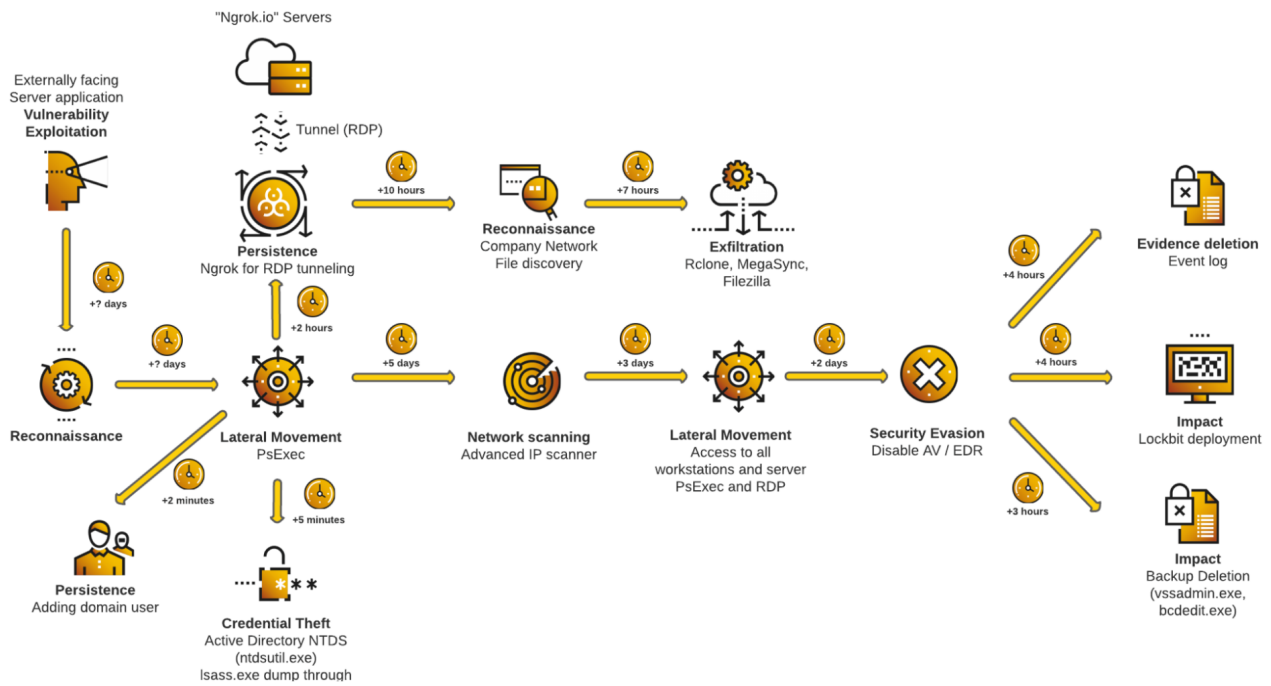 "Ngrok.io" Servers
Externally facing
Server application
Vulnerability
Exploitation
Tunnel (RDP)
+10 hours
+7 hours
Persistence
Ngrok for RDP tunneling
Reconnaissance
Company Network
File discovery
Exfiltration
Rclone, MegaSync,
Filezilla
Evidence deletion
Event log
+? days
+2 hours
+4 hours
+? days
+5 days
+3 days
+2 days
+4 hours
Reconnaissance
Lateral Movement
PsExec
Network scanning
Advanced IP scanner
Lateral Movement
Access to all
workstations and server
PsExec and RDP
Security Evasion
Disable AV / EDR
Impact
Lockbit deployment
+2 minutes
+5 minutes
+3 hours
Persistence
Adding domain user
Credential Theft
Active Directory NTDS
(ntdsutil.exe)
lsass.exe dump through
Impact
Backup Deletion
(vssadmin.exe,
bcdedit.exe)